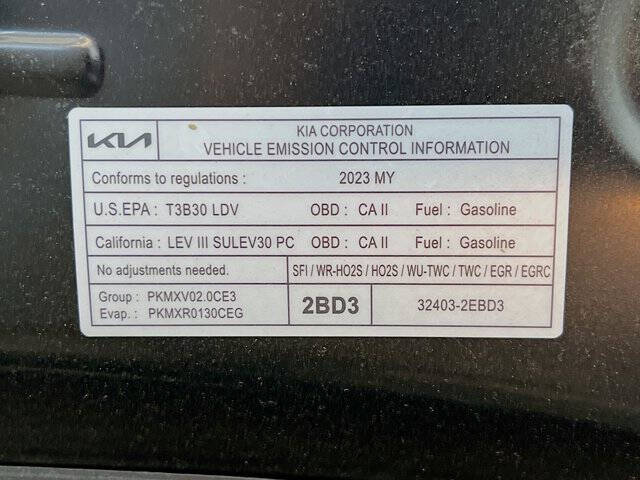 KIA KIA CORPORATION
VEHICLE EMISSION CONTROL INFORMATION
Conforms to regulations : 2023 MY
U.S.EPA : T3B30 LDV OBD : CA II Fuel : Gasoline
California : LEV III SULEV30 PC OBD : CA II Fuel : Gasoline
No adjustments needed. SFI / WR-HO2S / HO2S / WU-TWC / TWC / EGR / EGRC
Group : PKMXV02.0CE3 2BD3 32403-2EBD3
Evap. : PKMXR0130CEG